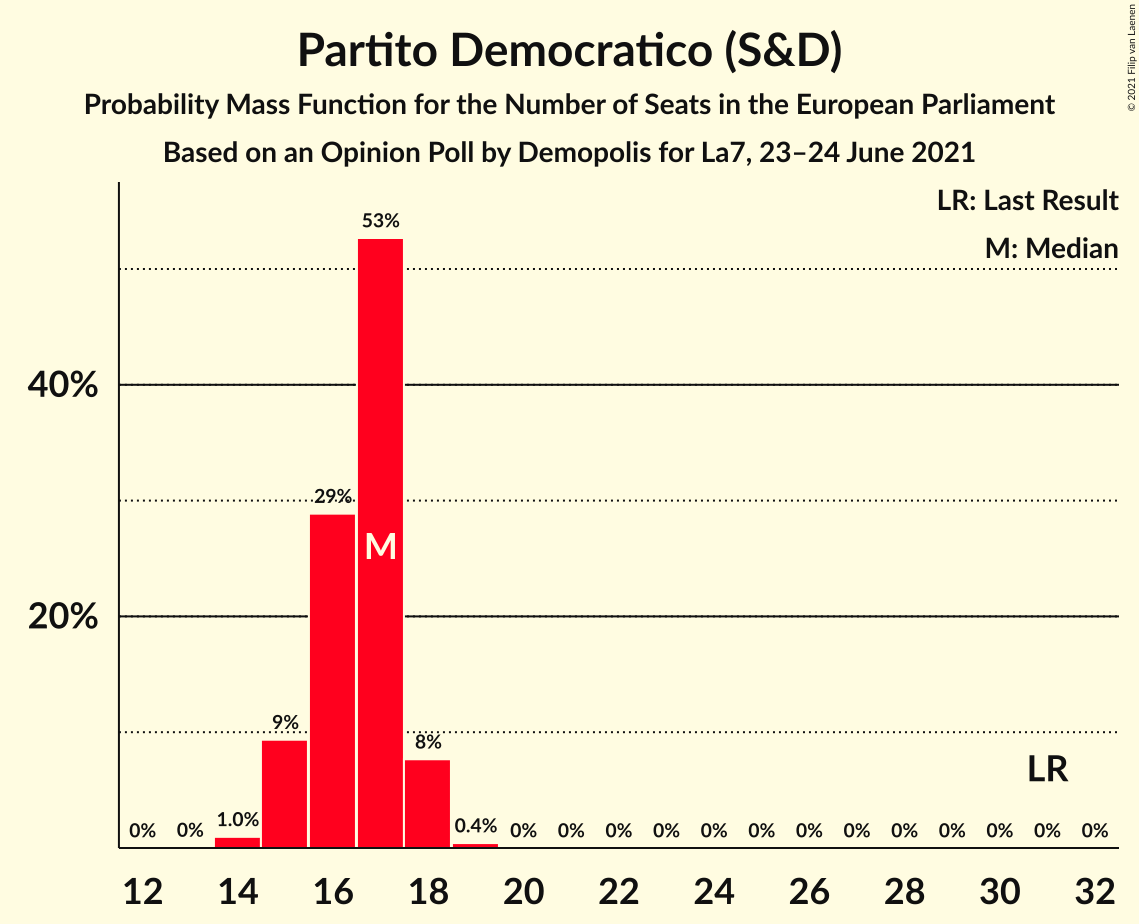 Partito Democratico (S&D)
Probability Mass Function for the Number of Seats in the European Parliament
Based on an Opinion Poll by Demopolis for La7, 23–24 June 2021
© 2021 Filip van Laenen
LR: Last Result
M: Median
53%
40%
29%
M
20%
9%
8%
LR
1.0%
0.4%
0% 0% 0% 0% 0% 0% 0% 0% 0% 0% 0% 0% 0% 0% 0%
12 14 16 18 20 22 24 26 28 30 32